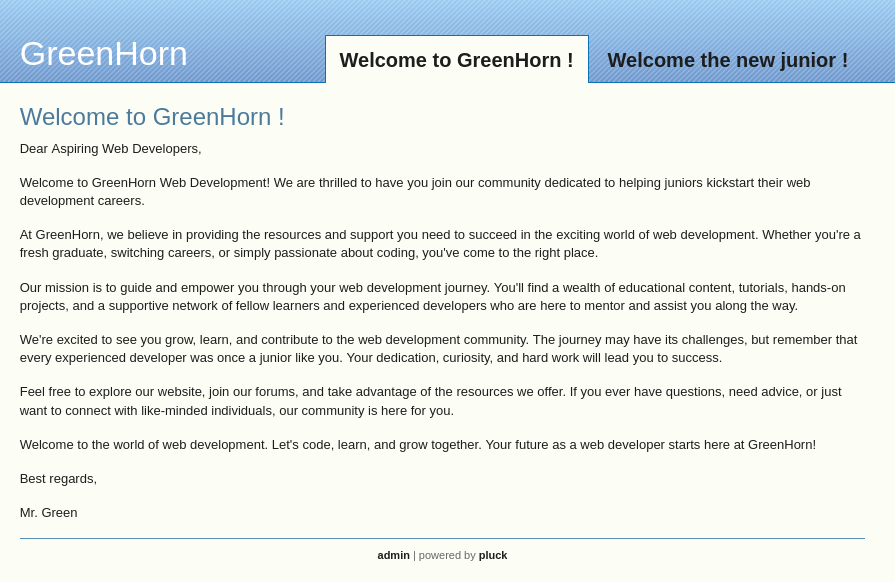 GreenHorn
Welcome to GreenHorn !
Welcome the new junior !
Welcome to GreenHorn !
Dear Aspiring Web Developers,
Welcome to GreenHorn Web Development! We are thrilled to have you join our community dedicated to helping juniors kickstart their web
development careers.
At GreenHorn, we believe in providing the resources and support you need to succeed in the exciting world of web development. Whether you're a
fresh graduate, switching careers, or simply passionate about coding, you've come to the right place.
Our mission is to guide and empower you through your web development journey. You'll find a wealth of educational content, tutorials, hands-on
projects, and a supportive network of fellow learners and experienced developers who are here to mentor and assist you along the way.
We're excited to see you grow, learn, and contribute to the web development community. The journey may have its challenges, but remember that
every experienced developer was once a junior like you. Your dedication, curiosity, and hard work will lead you to success.
Feel free to explore our website, join our forums, and take advantage of the resources we offer. If you ever have questions, need advice, or just
want to connect with like-minded individuals, our community is here for you.
Welcome to the world of web development. Let's code, learn, and grow together. Your future as a web developer starts here at GreenHorn!
Best regards,
Mr. Green
admin | powered by pluck